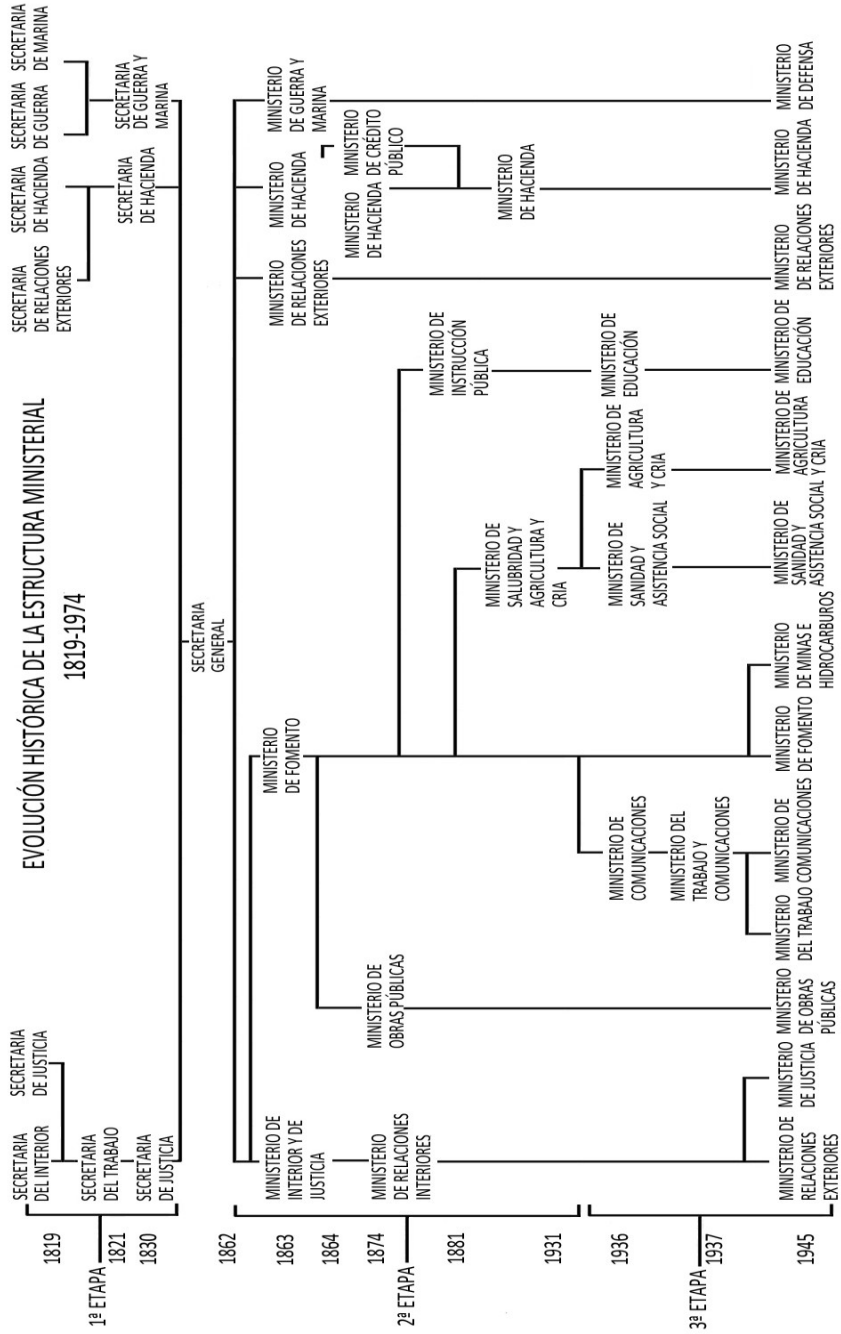 EVOLUCIÓN HISTÓRICA DE LA ESTRUCTURA MINISTERIAL
1819-1974
1ª ETAPA
1819
1821
1830
SECRETARIA
DEL INTERIOR
SECRETARIA
DE JUSTICIA
SECRETARIA
DE RELACIONES
EXTERIORES
SECRETARIA
DE HACIENDA
SECRETARIA
DE GUERRA
SECRETARIA
DE MARINA
SECRETARIA
DEL TRABAJO
SECRETARIA
DE HACIENDA
SECRETARIA
DE GUERRA Y
MARINA
SECRETARIA
DE JUSTICIA
SECRETARIA
GENERAL
2ª ETAPA
1862
1863
1864
1874
1881
1931
MINISTERIO DE
INTERIOR Y DE
JUSTICIA
MINISTERIO
DE FOMENTO
MINISTERIO
DE RELACIONES
EXTERIORES
MINISTERIO
DE HACIENDA
MINISTERIO
DE GUERRA Y
MARINA
MINISTERIO
DE RELACIONES
INTERIORES
MINISTERIO DE
OBRAS PÚBLICAS
MINISTERIO
DE HACIENDA
MINISTERIO
DE CRÉDITO
PÚBLICO
MINISTERIO DE
INSTRUCCIÓN
PÚBLICA
MINISTERIO DE
SALUBRIDAD Y
AGRICULTURA Y
CRIA
MINISTERIO
DE HACIENDA
3ª ETAPA
1936
1937
1945
MINISTERIO DE
COMUNICACIONES
MINISTERIO DE
SANIDAD Y
ASISTENCIA SOCIAL
MINISTERIO DE
AGRICULTURA
Y CRIA
MINISTERIO DE
EDUCACIÓN
MINISTERIO DEL
TRABAJO Y
COMUNICACIONES
MINISTERIO DE
RELACIONES
EXTERIORES
MINISTERIO
DE JUSTICIA
MINISTERIO
DE OBRAS
PÚBLICAS
MINISTERIO
DEL TRABAJO
MINISTERIO DE
COMUNICACIONES
MINISTERIO
DE FOMENTO
MINISTERIO
DE MINAS E
HIDROCARBUROS
MINISTERIO DE
SANIDAD Y
ASISTENCIA SOCIAL
MINISTERIO DE
AGRICULTURA
Y CRIA
MINISTERIO DE
EDUCACIÓN
MINISTERIO
DE RELACIONES
EXTERIORES
MINISTERIO
DE HACIENDA
MINISTERIO
DE DEFENSA